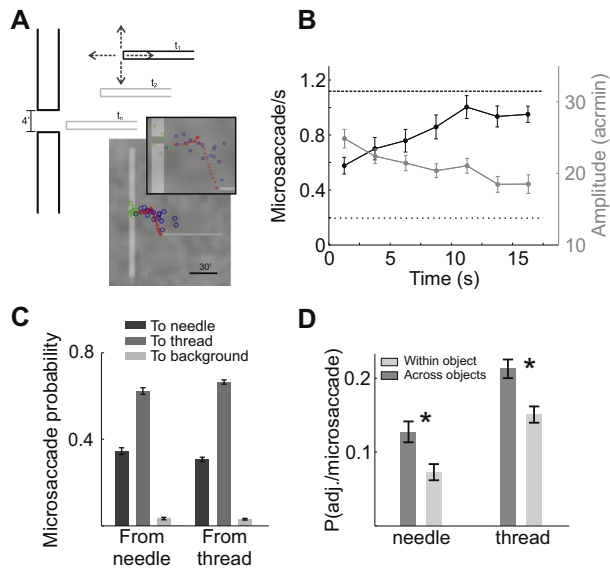 A
t₁
t₂
tₙ
4'
30'
B
Microsaccade/s
1.2
0.8
0.4
0
0 5 10 15
Time (s)
30
20
10
Amplitude (acrmin)
C
To needle
To thread
To background
Microsaccade probability
0.8
0.4
From needle
From thread
D
Within object
Across objects
P(adj./microsaccade)
0.2
0.1
*
*
needle
thread